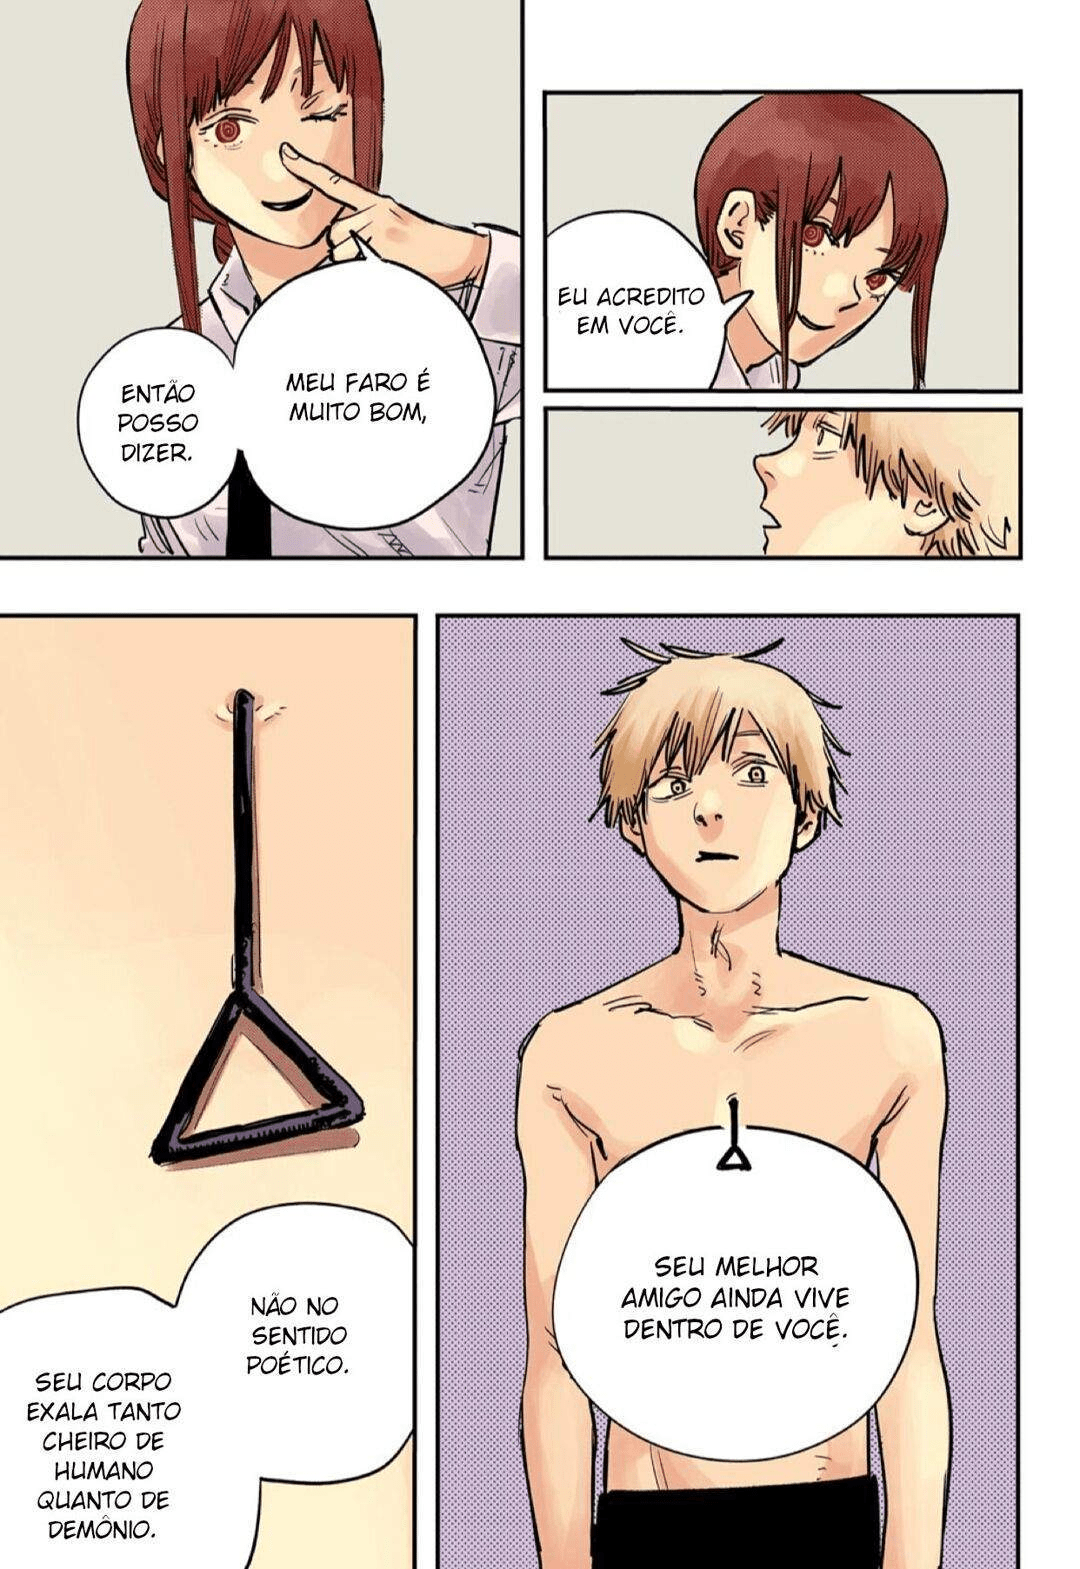 EU ACREDITO
EM VOCÊ.
MEU FARO É
MUITO BOM,
ENTÃO
POSSO
DIZER.
SEU MELHOR
AMIGO AINDA VIVE
DENTRO DE VOCÊ.
NÃO NO
SENTIDO
POÉTICO.
SEU CORPO
EXALA TANTO
CHEIRO DE
HUMANO
QUANTO DE
DEMÔNIO.